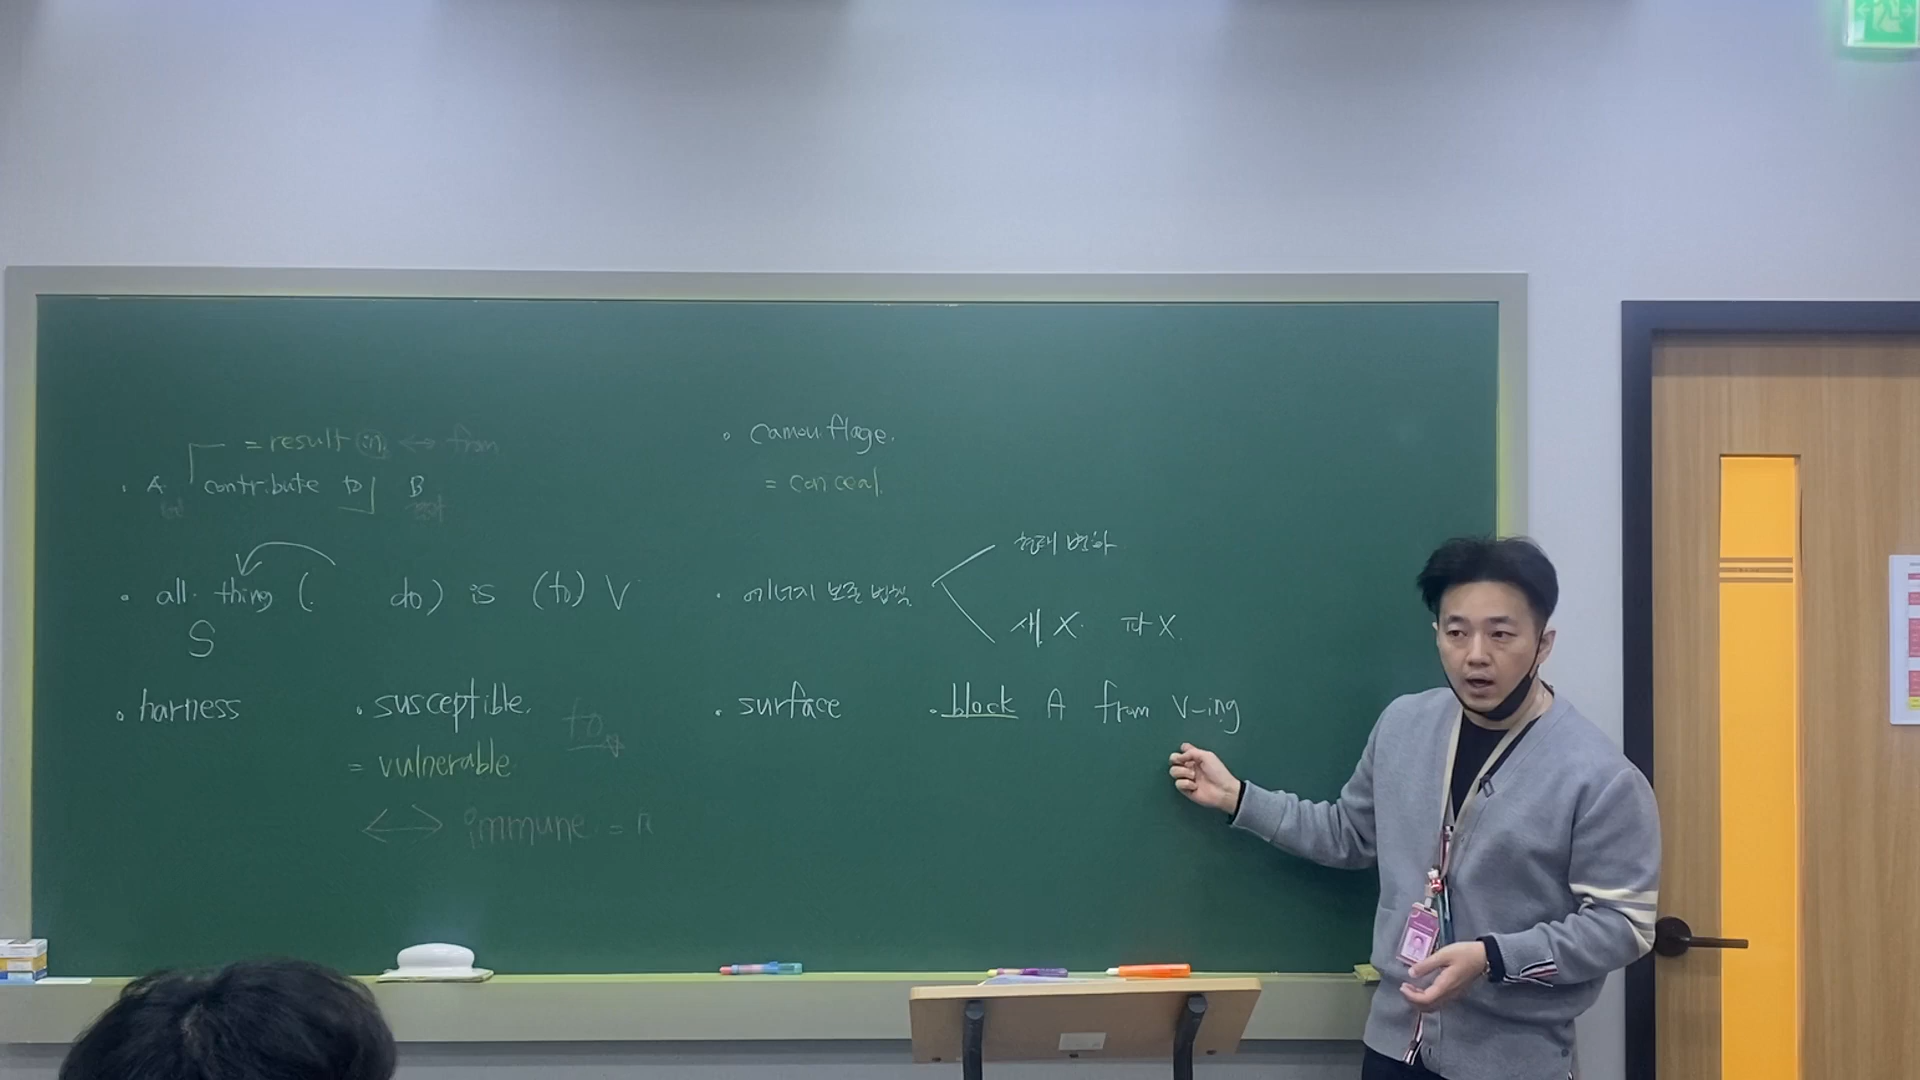 = result in ↔ from
· A contribute to B
· all thing ( do) is (to) V
S
· harness
· susceptible. to
= vulnerable
↔ immune =
· camouflage.
= conceal.
· 에너지 보존 법칙
형태 변화
새 X. 파 X.
· surface
· block A from V-ing